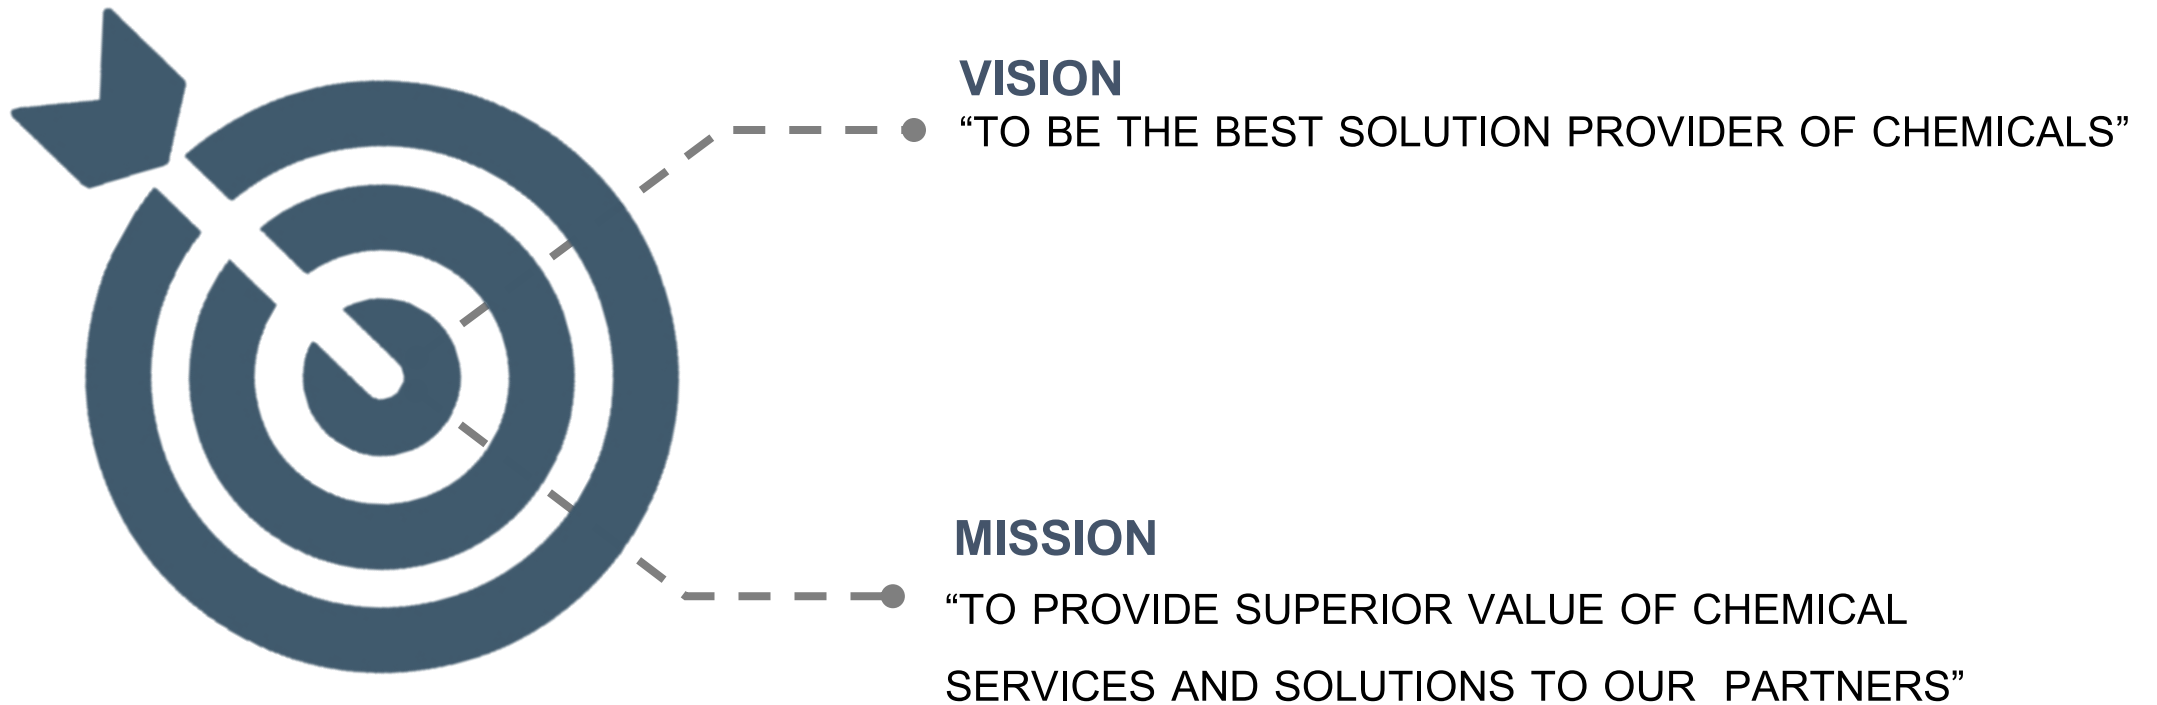 VISION
“TO BE THE BEST SOLUTION PROVIDER OF CHEMICALS”
MISSION
“TO PROVIDE SUPERIOR VALUE OF CHEMICAL
SERVICES AND SOLUTIONS TO OUR  PARTNERS”